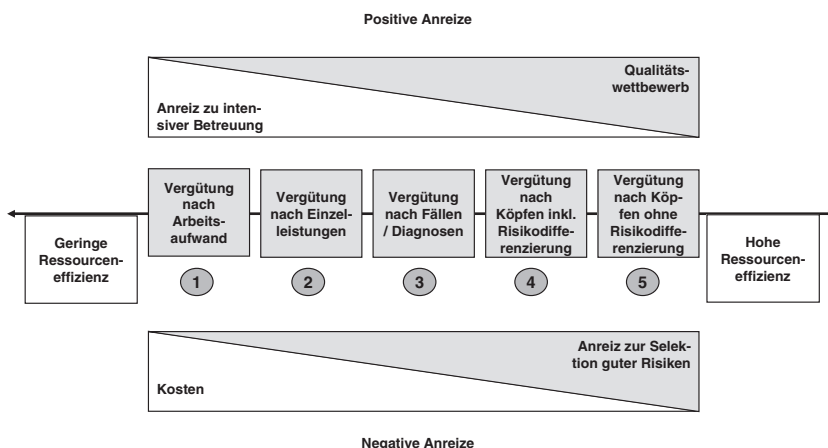 Positive Anreize
Qualitäts-
wettbewerb
Anreiz zu inten-
siver Betreuung
Vergütung
nach
Arbeits-
aufwand
Vergütung
nach Einzel-
leistungen
Vergütung
nach Fällen
/ Diagnosen
Vergütung
nach
Köpfen inkl.
Risikodiffe-
renzierung
Vergütung
nach Köp-
fen ohne
Risikodiffe-
renzierung
Geringe
Ressourcen-
effizienz
Hohe
Ressourcen-
effizienz
1
2
3
4
5
Anreiz zur Selek-
tion guter Risiken
Kosten
Negative Anreize